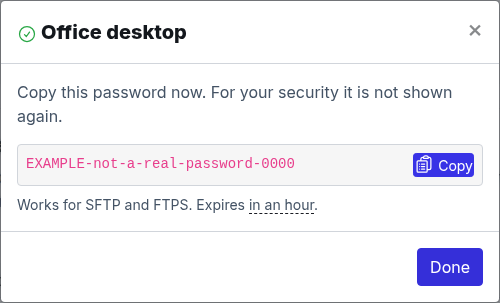 Office desktop
Copy this password now. For your security it is not shown
again.
EXAMPLE-not-a-real-password-0000
Copy
Works for SFTP and FTPS. Expires in an hour.
Done